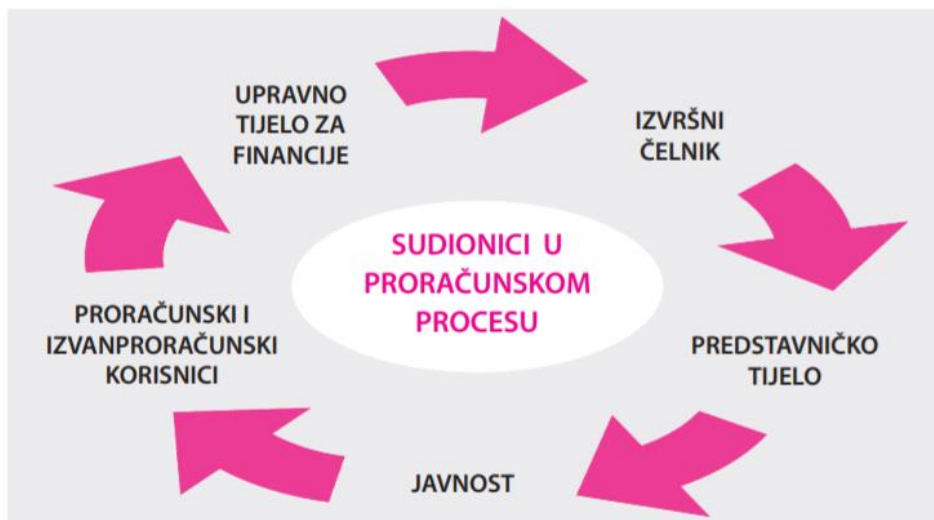 UPRAVNO
TIJELO ZA
FINANCIJE
IZVRŠNI
ČELNIK
SUDIONICI U
PRORAČUNSKOM
PROCESU
PRORAČUNSKI I
IZVANPRORAČUNSKI
KORISNICI
PREDSTAVNIČKO
TIJELO
JAVNOST